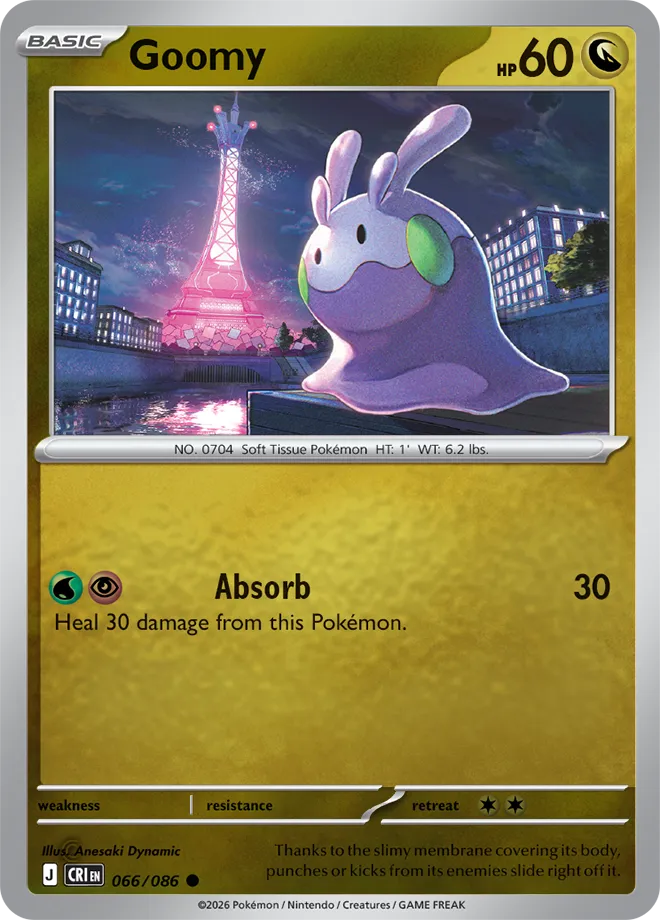 BASIC
Goomy
HP 60
NO. 0704 Soft Tissue Pokémon HT: 1' WT: 6.2 lbs.
Absorb 30
Heal 30 damage from this Pokémon.
weakness resistance retreat
Illus. Anesaki Dynamic
Thanks to the slimy membrane covering its body,
punches or kicks from its enemies slide right off it.
J CRI EN 066/086
©2026 Pokémon / Nintendo / Creatures / GAME FREAK